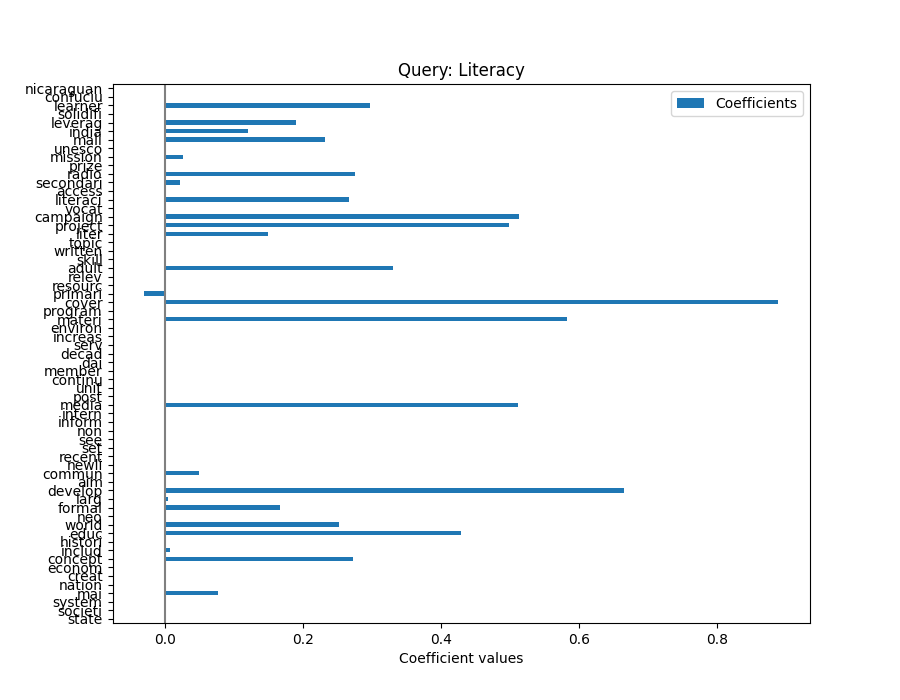 Query: Literacy
Coefficients
nicaraguan
confuciu
learner
solidifi
leverag
india
mall
unesco
mission
prize
radio
secondari
access
literaci
vocat
campaign
project
liter
topic
written
skill
adult
relev
resourc
primari
cover
program
materi
environ
increas
serv
decad
dai
member
continu
unit
post
media
intern
inform
non
see
set
recent
newli
commun
aim
develop
larg
formal
neo
world
educ
histori
includ
concept
econom
creat
nation
mai
system
societi
state
0.0 0.2 0.4 0.6 0.8
Coefficient values